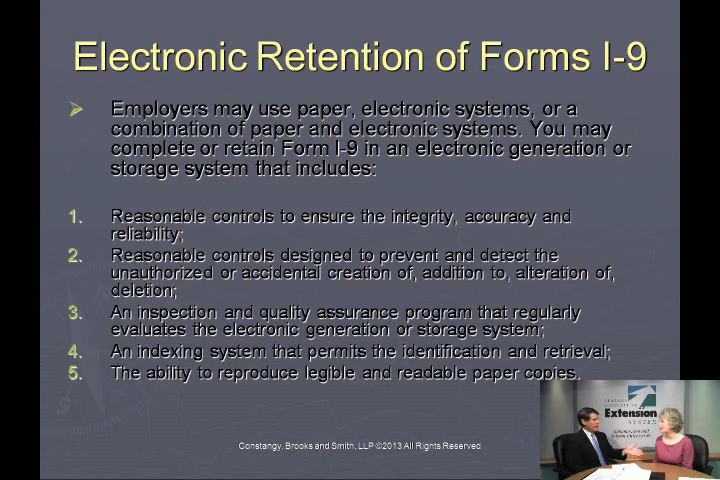 Electronic Retention of Forms I-9
Employers may use paper, electronic systems, or a
combination of paper and electronic systems. You may
complete or retain Form I-9 in an electronic generation or
storage system that includes:
1. Reasonable controls to ensure the integrity, accuracy and
reliability;
2. Reasonable controls designed to prevent and detect the
unauthorized or accidental creation of, addition to, alteration of,
deletion;
3. An inspection and quality assurance program that regularly
evaluates the electronic generation or storage system;
4. An indexing system that permits the identification and retrieval;
5. The ability to reproduce legible and readable paper copies.
Constangy, Brooks and Smith, LLP ©2013 All Rights Reserved
Extension
SYSTEM